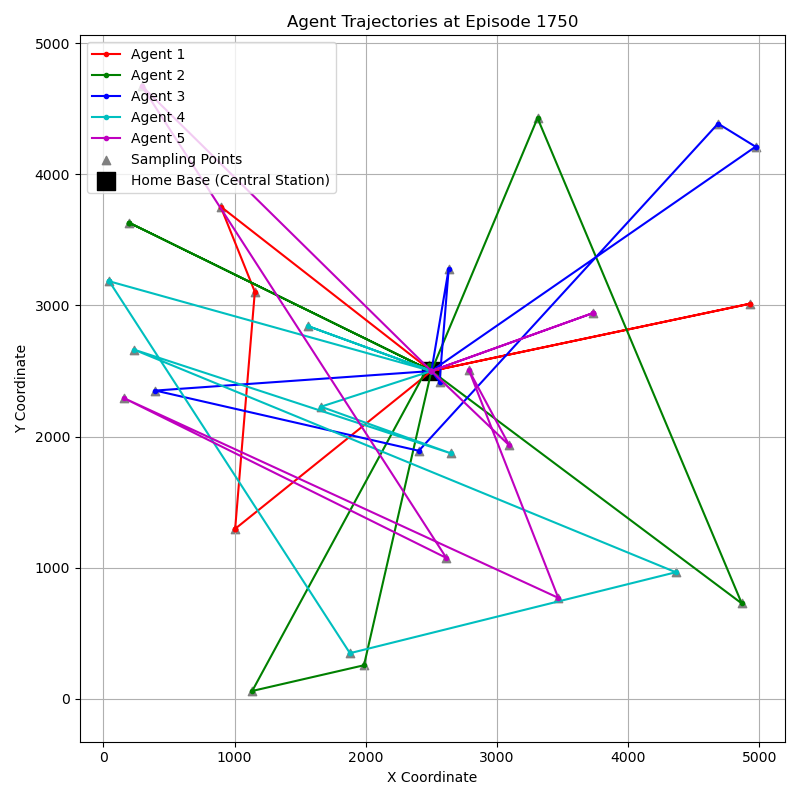 Agent Trajectories at Episode 1750
5000
4000
3000
2000
1000
0
Y Coordinate
Agent 1
Agent 2
Agent 3
Agent 4
Agent 5
Sampling Points
Home Base (Central Station)
0 1000 2000 3000 4000 5000
X Coordinate